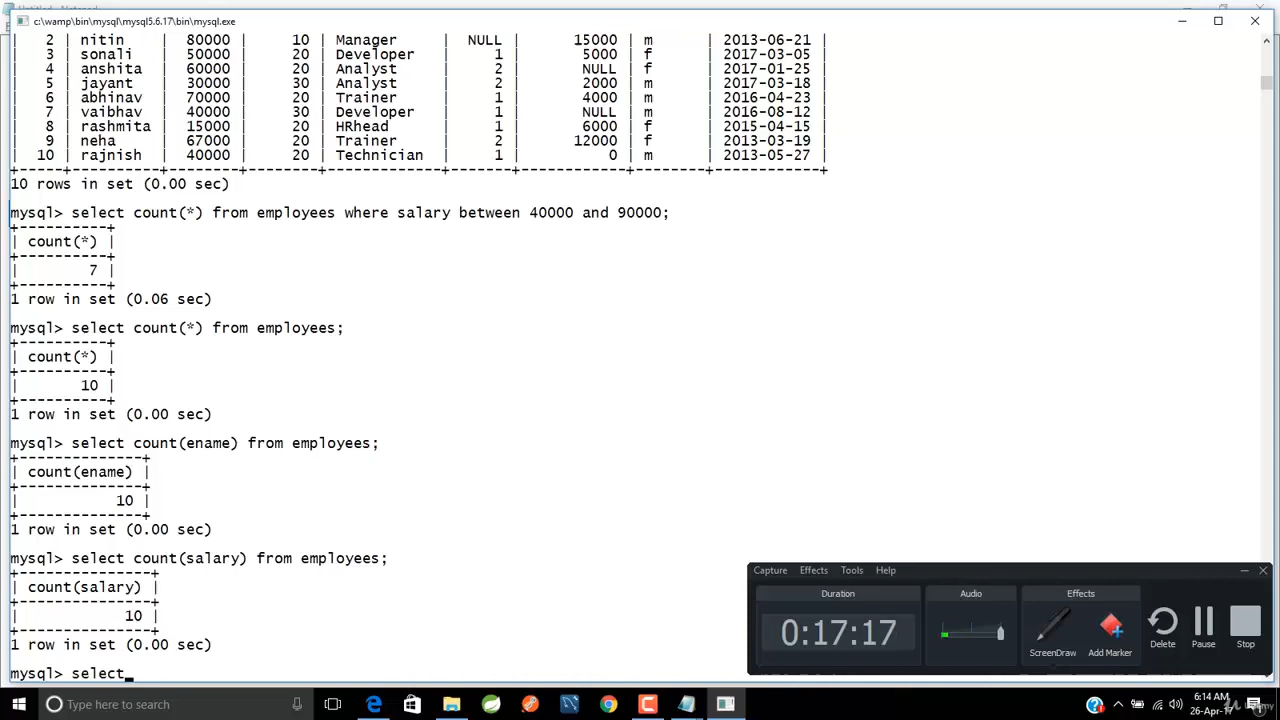 Untitled - Notepad
c:\wamp\bin\mysql\mysql5.6.17\bin\mysql.exe
| 2 | nitin | 80000 | 10 | Manager | NULL | 15000 | m | 2013-06-21 |
| 3 | sonali | 50000 | 20 | Developer | 1 | 5000 | f | 2017-03-05 |
| 4 | anshita | 60000 | 20 | Analyst | 2 | NULL | f | 2017-01-25 |
| 5 | jayant | 30000 | 30 | Analyst | 2 | 2000 | m | 2017-03-18 |
| 6 | abhinav | 70000 | 20 | Trainer | 1 | 4000 | m | 2016-04-23 |
| 7 | vaibhav | 40000 | 30 | Developer | 1 | NULL | m | 2016-08-12 |
| 8 | rashmita | 15000 | 20 | HRhead | 1 | 6000 | f | 2015-04-15 |
| 9 | neha | 67000 | 20 | Trainer | 2 | 12000 | f | 2013-03-19 |
| 10 | rajnish | 40000 | 20 | Technician | 1 | 0 | m | 2013-05-27 |
+------+----------+--------+--------+------------+-------+------------+--------+------------+
10 rows in set (0.00 sec)
mysql> select count(*) from employees where salary between 40000 and 90000;
+----------+
| count(*) |
+----------+
| 7 |
+----------+
1 row in set (0.06 sec)
mysql> select count(*) from employees;
+----------+
| count(*) |
+----------+
| 10 |
+----------+
1 row in set (0.00 sec)
mysql> select count(ename) from employees;
+--------------+
| count(ename) |
+--------------+
| 10 |
+--------------+
1 row in set (0.00 sec)
mysql> select count(salary) from employees;
+---------------+
| count(salary) |
+---------------+
| 10 |
+---------------+
1 row in set (0.00 sec)
mysql> select_
Capture Effects Tools Help
Duration Audio Effects
0:17:17
ScreenDraw Add Marker Delete Pause Stop
Type here to search
6:14 AM
26-Apr-17
Udemy